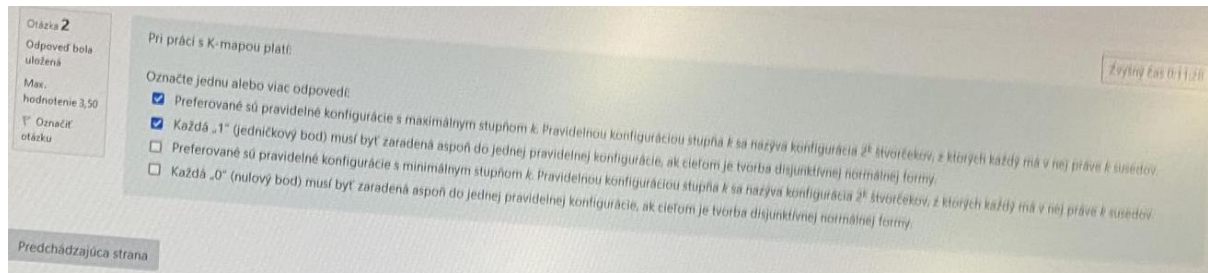 Otázka 2
Odpoveď bola
uložená
Max.
hodnotenie 3,50
Označiť
otázku
Pri práci s K-mapou platí:
Zvyšný čas 0:11:28
Označte jednu alebo viac odpovedí:
Preferované sú pravidelné konfigurácie s maximálnym stupňom k. Pravidelnou konfiguráciou stupňa k sa nazýva konfigurácia 2ᵏ štvorčekov, z ktorých každý má v nej práve k susedov.
Každá „1" (jedničkový bod) musí byť zaradená aspoň do jednej pravidelnej konfigurácie, ak cieľom je tvorba disjunktívnej normálnej formy.
Preferované sú pravidelné konfigurácie s minimálnym stupňom k. Pravidelnou konfiguráciou stupňa k sa nazýva konfigurácia 2ᵏ štvorčekov, z ktorých každý má v nej práve k susedov.
Každá „0" (nulový bod) musí byť zaradená aspoň do jednej pravidelnej konfigurácie, ak cieľom je tvorba disjunktívnej normálnej formy.
Predchádzajúca strana